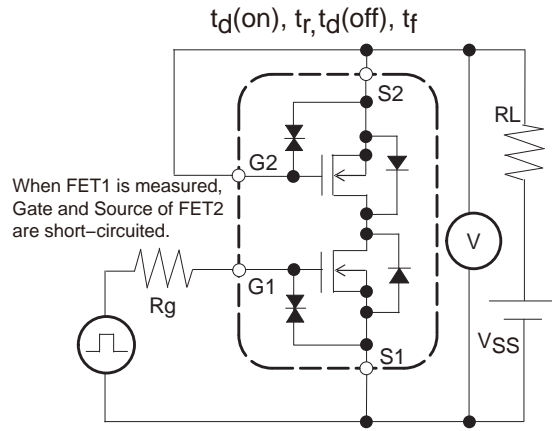 td(on), tr, td(off), tf
S2
RL
G2
When FET1 is measured,
Gate and Source of FET2
are short–circuited.
V
G1
Rg
S1
VSS